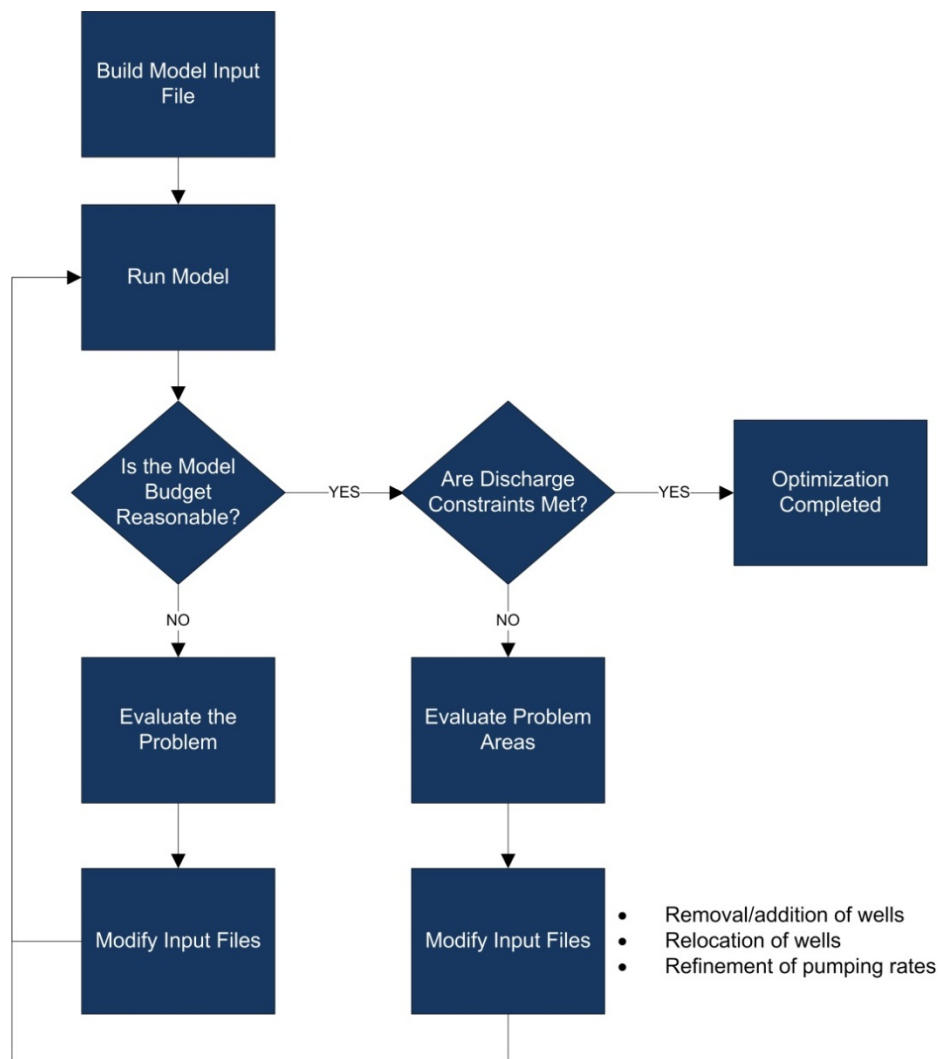 Build Model Input
File
Run Model
Is the Model
Budget
Reasonable?
YES
Are Discharge
Constraints Met?
YES
Optimization
Completed
NO
NO
Evaluate the
Problem
Evaluate Problem
Areas
Modify Input Files
Modify Input Files
• Removal/addition of wells
• Relocation of wells
• Refinement of pumping rates